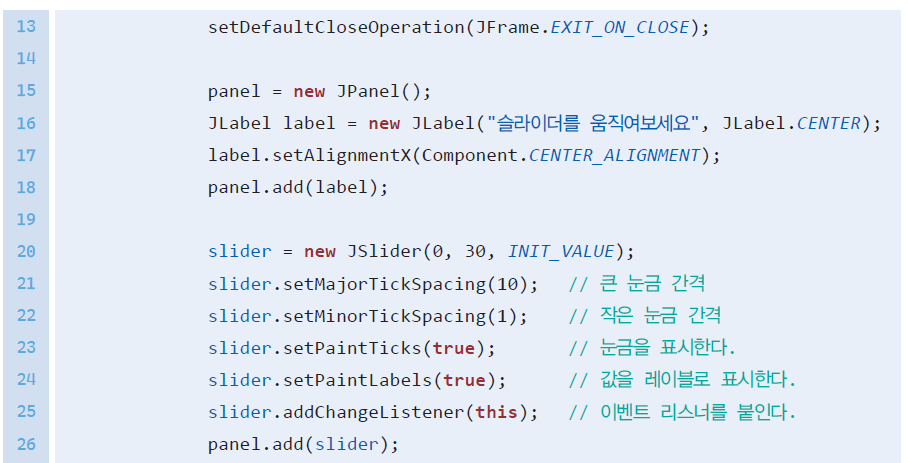 13 setDefaultCloseOperation(JFrame.EXIT_ON_CLOSE);
14
15 panel = new JPanel();
16 JLabel label = new JLabel("슬라이더를 움직여보세요", JLabel.CENTER);
17 label.setAlignmentX(Component.CENTER_ALIGNMENT);
18 panel.add(label);
19
20 slider = new JSlider(0, 30, INIT_VALUE);
21 slider.setMajorTickSpacing(10); // 큰 눈금 간격
22 slider.setMinorTickSpacing(1); // 작은 눈금 간격
23 slider.setPaintTicks(true); // 눈금을 표시한다.
24 slider.setPaintLabels(true); // 값을 레이블로 표시한다.
25 slider.addChangeListener(this); // 이벤트 리스너를 붙인다.
26 panel.add(slider);